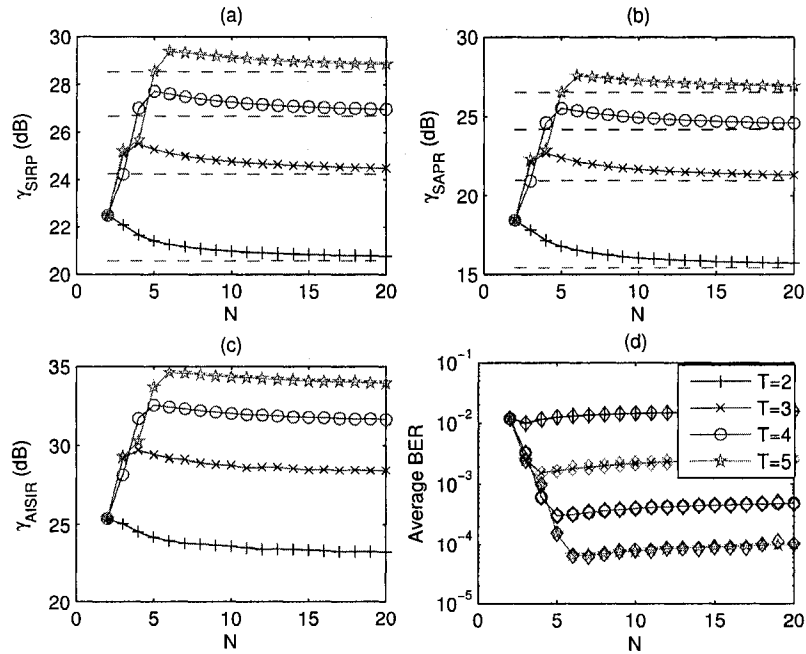 (a)
γSIRP (dB)
30
28
26
24
22
20
0 5 10 15 20
N
(b)
γSAPR (dB)
30
25
20
15
0 5 10 15 20
N
(c)
γAISIR (dB)
35
30
25
20
0 5 10 15 20
N
(d)
Average BER
10^-1
10^-2
10^-3
10^-4
10^-5
0 5 10 15 20
N
T=2
T=3
T=4
T=5